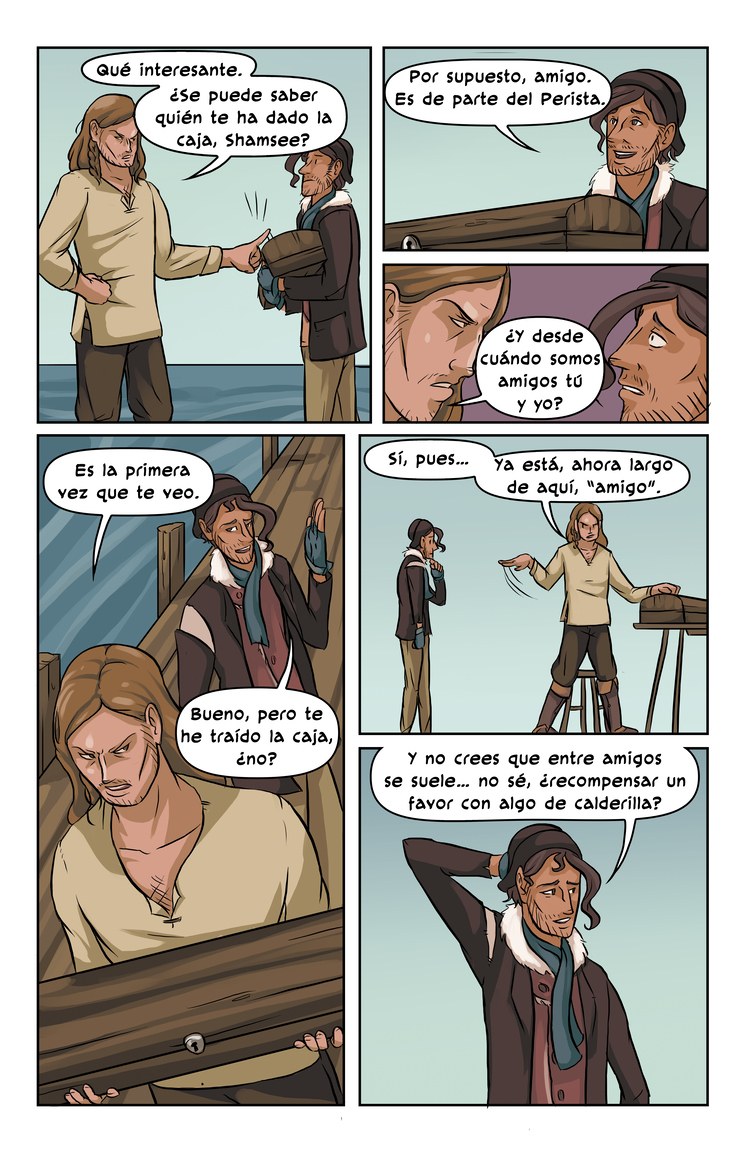 Qué interesante.
¿Se puede saber
quién te ha dado la
caja, Shamsee?
Por supuesto, amigo.
Es de parte del Perista.
¿Y desde
cuándo somos
amigos tú
y yo?
Es la primera
vez que te veo.
Bueno, pero te
he traído la caja,
¿no?
Sí, pues...
Ya está, ahora largo
de aquí, "amigo".
Y no crees que entre amigos
se suele... no sé, ¿recompensar un
favor con algo de calderilla?